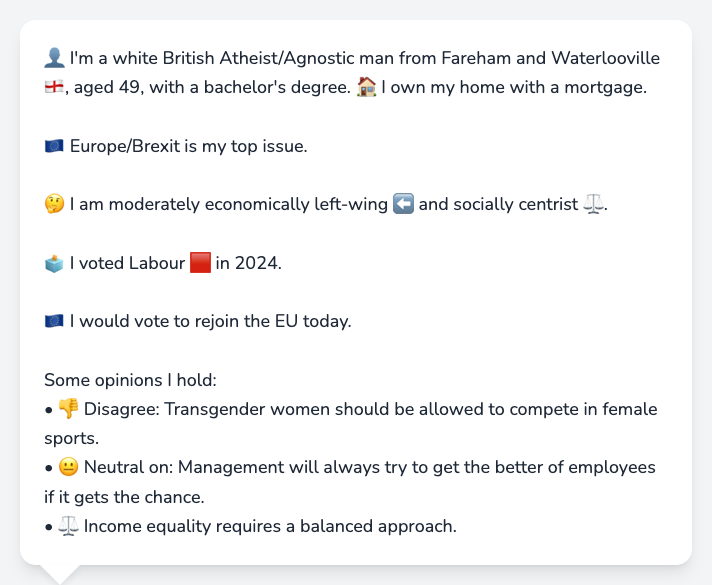 👤 I'm a white British Atheist/Agnostic man from Fareham and Waterlooville
🏴󠁧󠁢󠁥󠁮󠁧󠁿, aged 49, with a bachelor's degree. 🏠 I own my home with a mortgage.
🇪🇺 Europe/Brexit is my top issue.
🤔 I am moderately economically left-wing ⬅️ and socially centrist ⚖️.
🗳️ I voted Labour 🟥 in 2024.
🇪🇺 I would vote to rejoin the EU today.
Some opinions I hold:
• 👎 Disagree: Transgender women should be allowed to compete in female
sports.
• 😐 Neutral on: Management will always try to get the better of employees
if it gets the chance.
• ⚖️ Income equality requires a balanced approach.